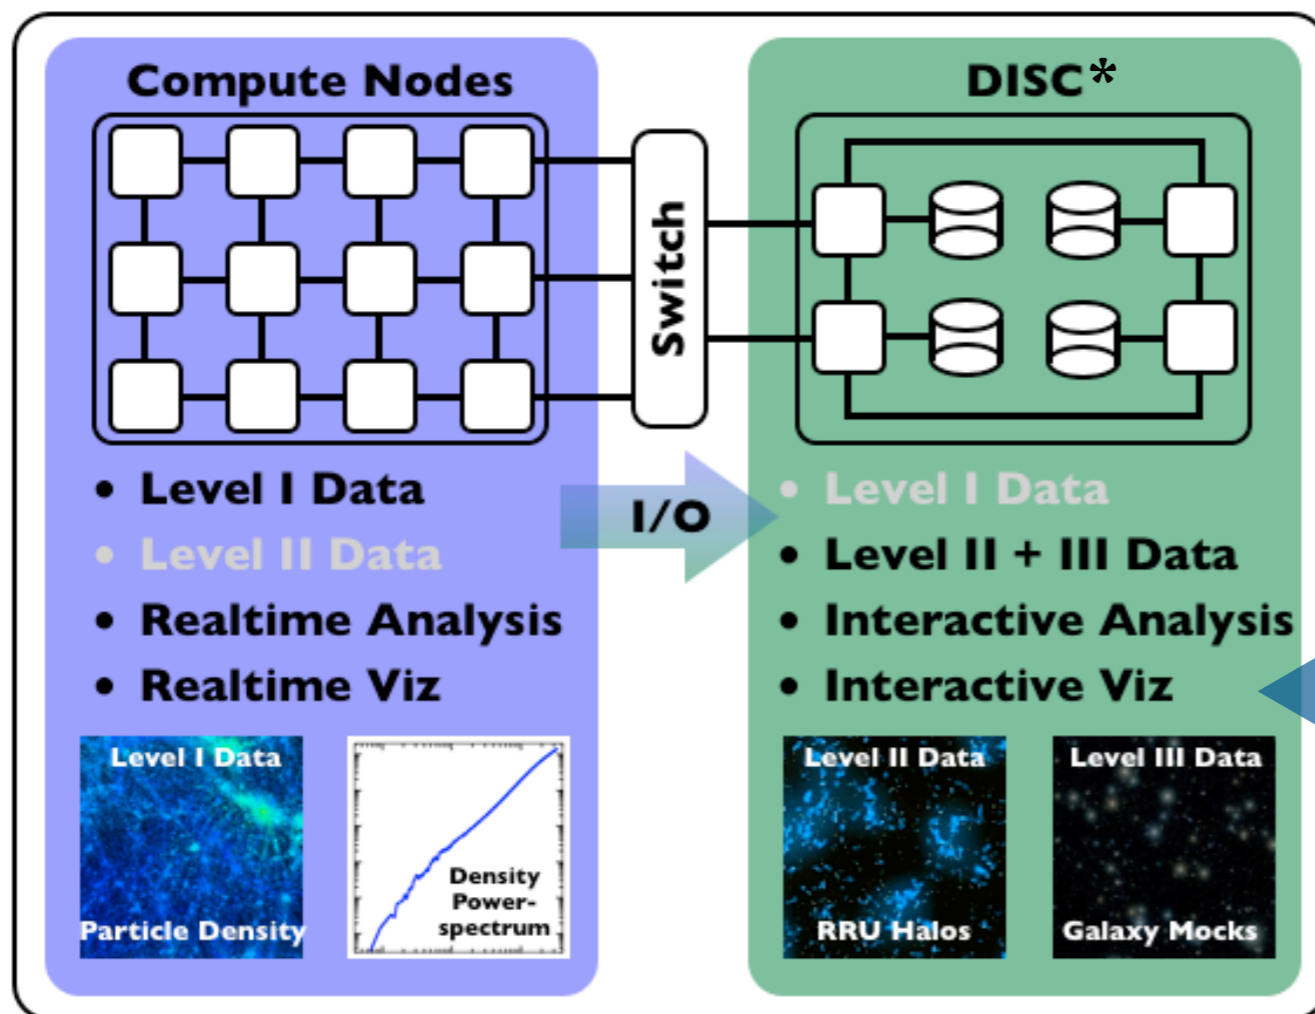 Compute Nodes
Switch
• Level I Data
• Level II Data
• Realtime Analysis
• Realtime Viz
Level I Data
Particle Density
Density
Power-
spectrum
I/O
DISC*
• Level I Data
• Level II + III Data
• Interactive Analysis
• Interactive Viz
Level II Data
RRU Halos
Level III Data
Galaxy Mocks